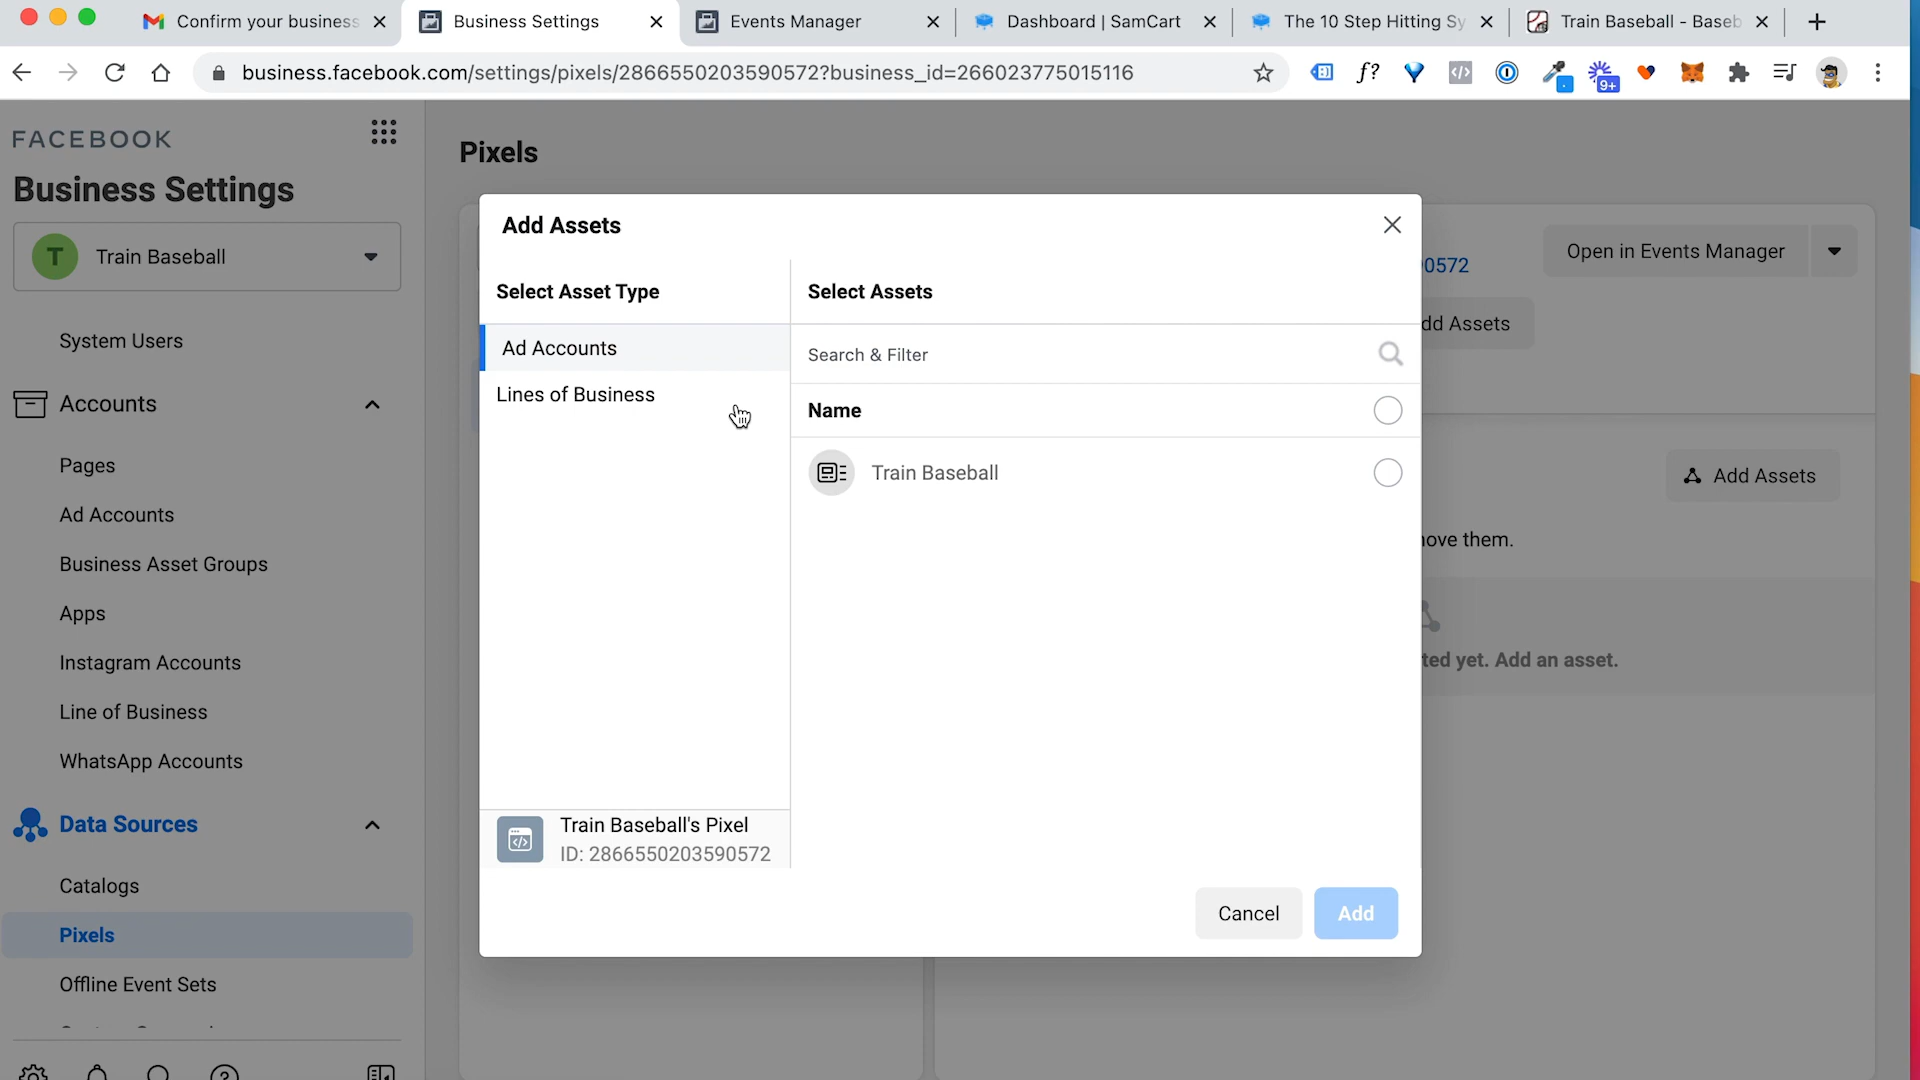 Confirm your business
Business Settings
Events Manager
Dashboard | SamCart
The 10 Step Hitting Sy
Train Baseball - Baseb
business.facebook.com/settings/pixels/2866550203590572?business_id=266023775015116
f?
9+
FACEBOOK
Business Settings
T
Train Baseball
System Users
Accounts
Pages
Ad Accounts
Business Asset Groups
Apps
Instagram Accounts
Line of Business
WhatsApp Accounts
Data Sources
Catalogs
Pixels
Offline Event Sets
Pixels
0572
Open in Events Manager
dd Assets
Add Assets
ove them.
ted yet. Add an asset.
Add Assets
Select Asset Type
Ad Accounts
Lines of Business
Select Assets
Search & Filter
Name
Train Baseball
Train Baseball's Pixel
ID: 2866550203590572
Cancel
Add